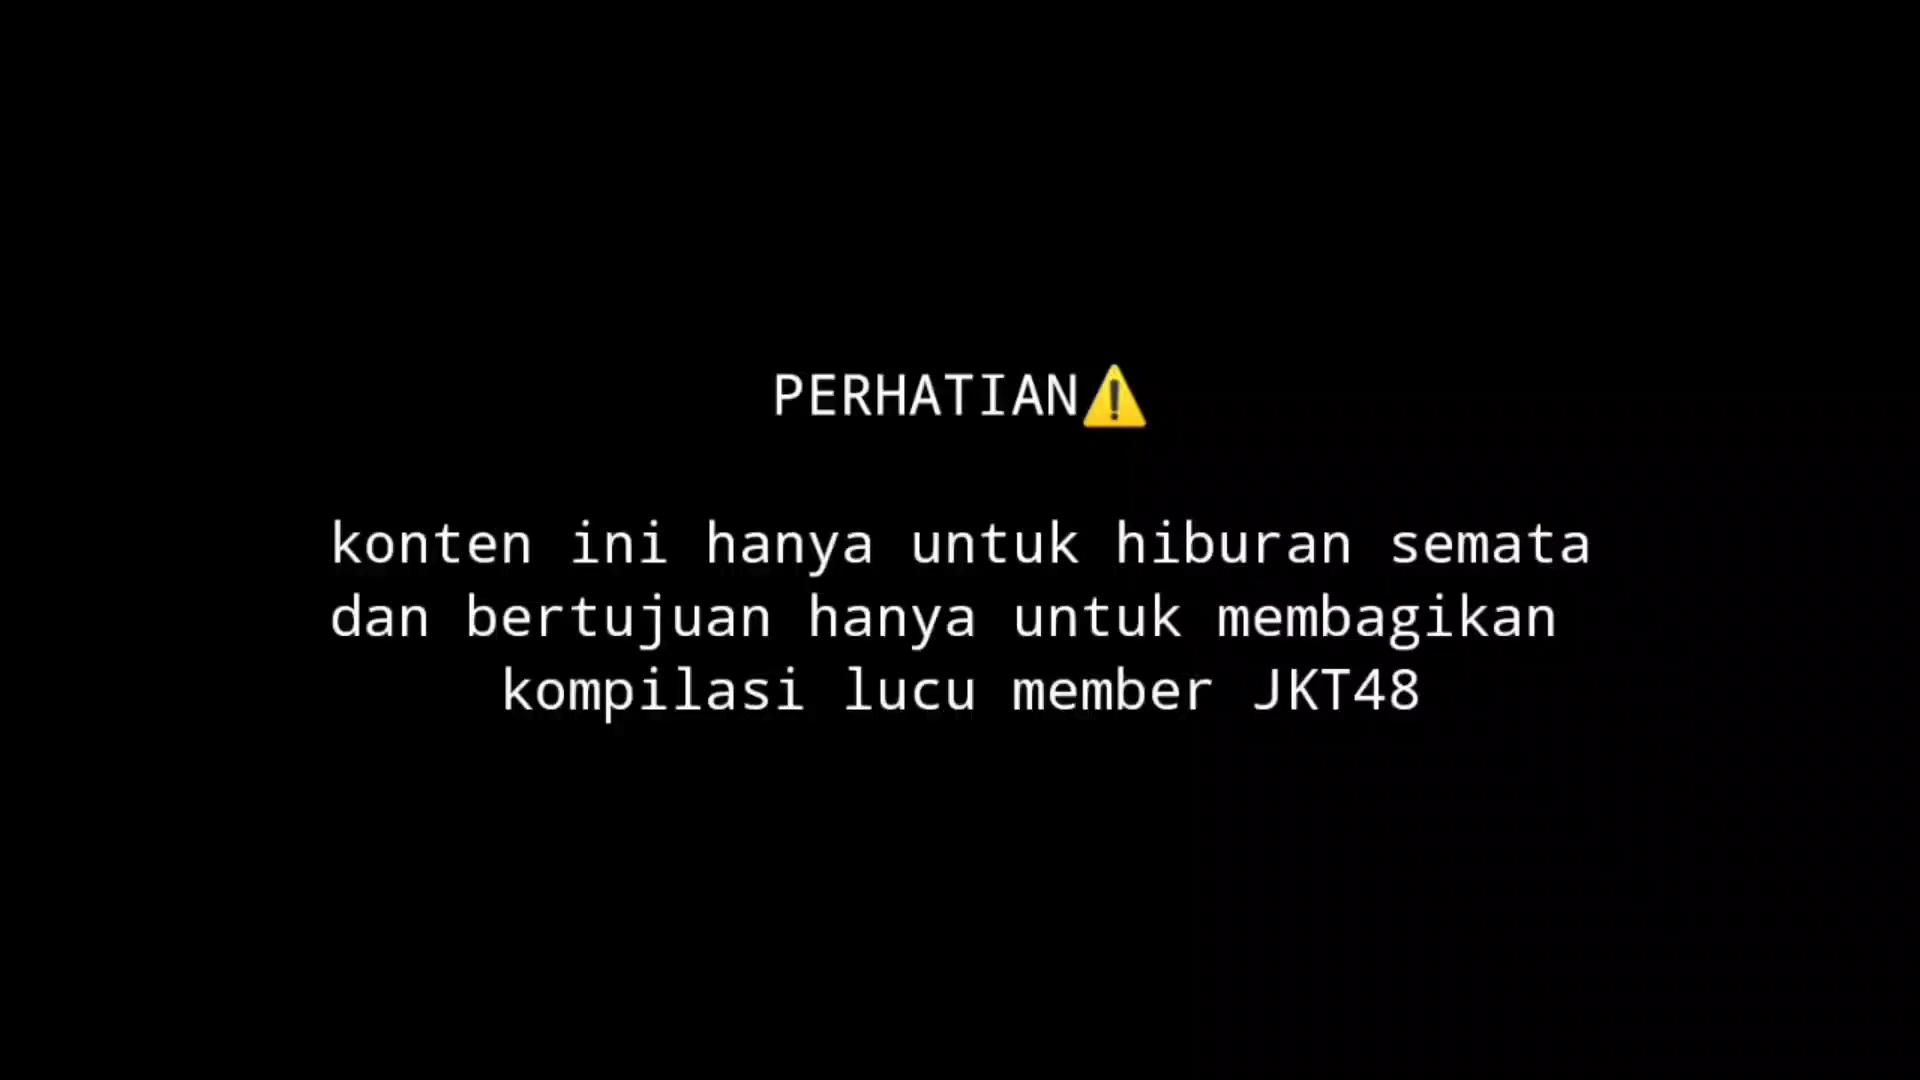 PERHATIAN⚠️
konten ini hanya untuk hiburan semata
dan bertujuan hanya untuk membagikan
kompilasi lucu member JKT48